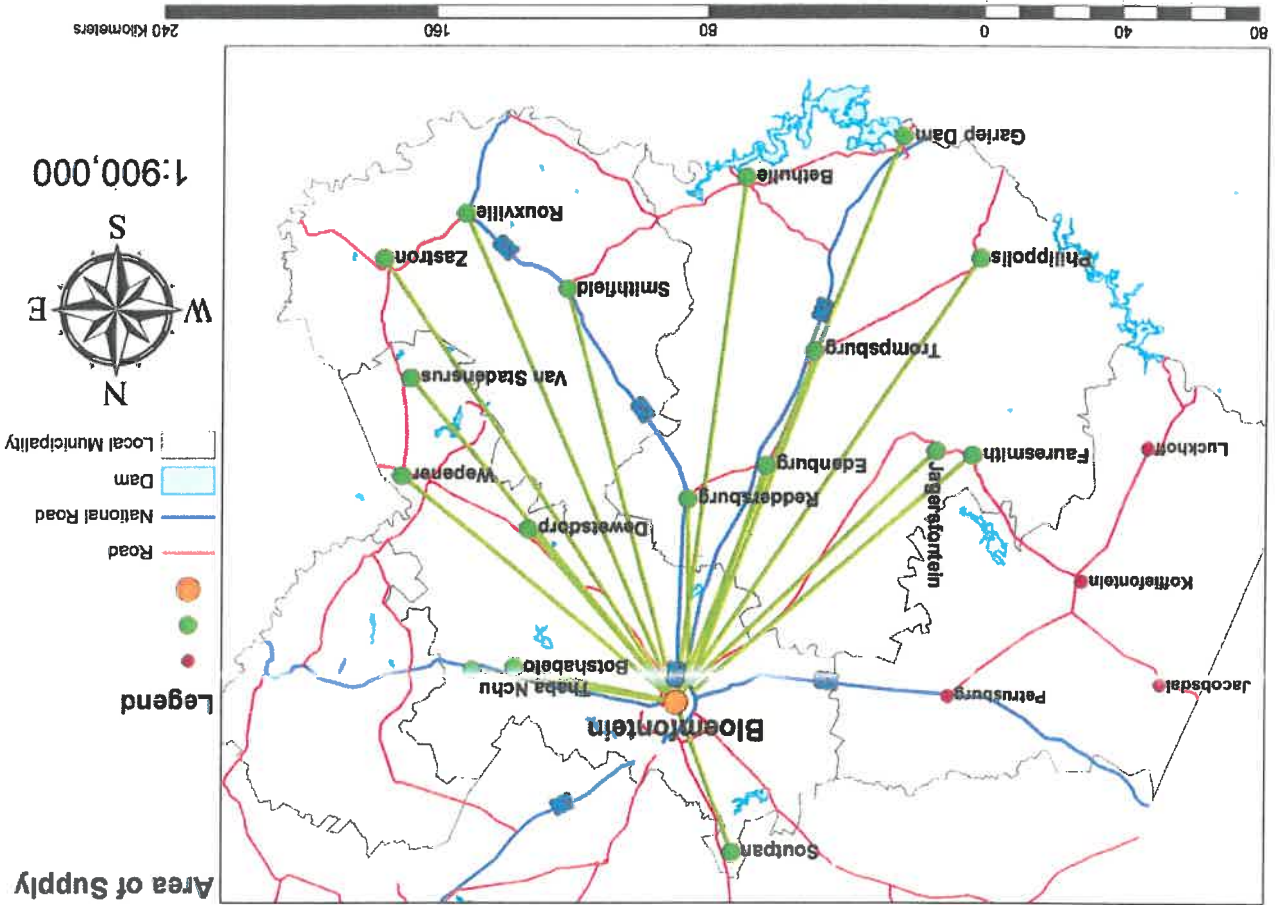 Area of Supply
Legend
Road
National Road
Dam
Local Municipality
N
W
E
S
1:900,000
Soutpan
Bloemfontein
Jacobsdal
Petrusburg
Thaba Nchu
Botshabelo
Koffiefontein
Luckhoff
Fauresmith
Jagersfontein
Edenburg
Reddersburg
Dewetsdorp
Wepener
Van Stadensrus
Trompsburg
Philippolis
Smithfield
Zastron
Rouxville
Bethulie
Gariep Dam
80
40
0
80
160
240 Kilometers